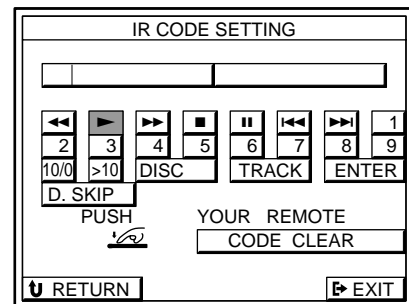 IR CODE SETTING
1
2 3 4 5 6 7 8 9
10/0 >10 DISC TRACK ENTER
D. SKIP
PUSH YOUR REMOTE
CODE CLEAR
RETURN EXIT